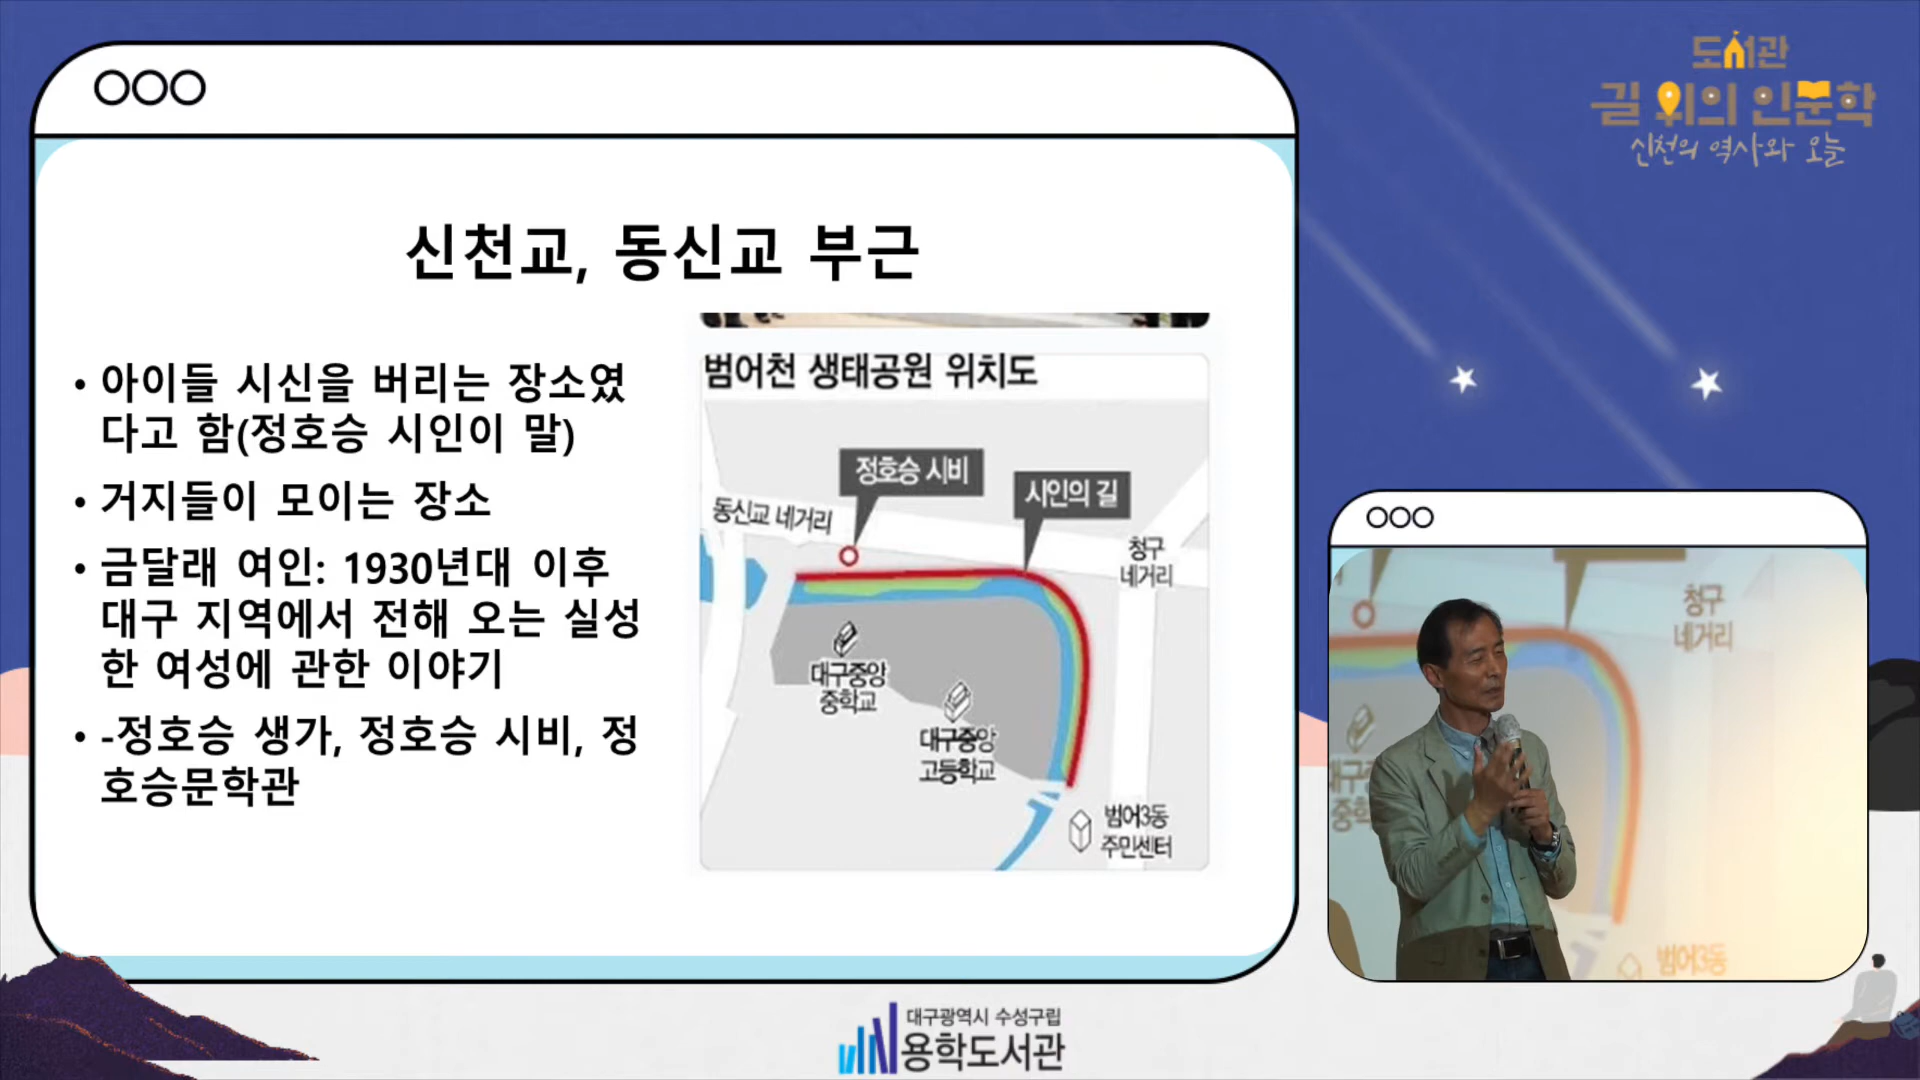 도서관
길 위의 인문학
신천의 역사와 오늘
신천교, 동신교 부근
• 아이들 시신을 버리는 장소였
다고 함(정호승 시인이 말)
• 거지들이 모이는 장소
• 금달래 여인: 1930년대 이후
대구 지역에서 전해 오는 실성
한 여성에 관한 이야기
• -정호승 생가, 정호승 시비, 정
호승문학관
범어천 생태공원 위치도
정호승 시비
시인의 길
동신교 네거리
청구
네거리
대구중앙
중학교
대구중앙
고등학교
범어3동
주민센터
청구
네거리
대구중
중학
범어3동
대구광역시 수성구립
용학도서관